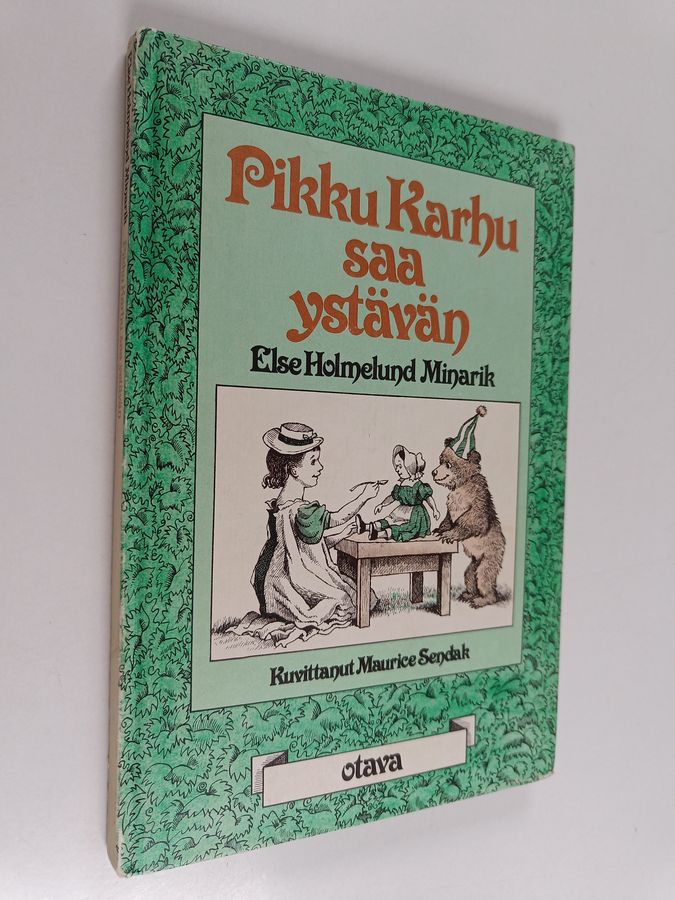 Pikku Karhu
saa
ystävän
Else Holmelund Minarik
Kuvittanut Maurice Sendak
otava